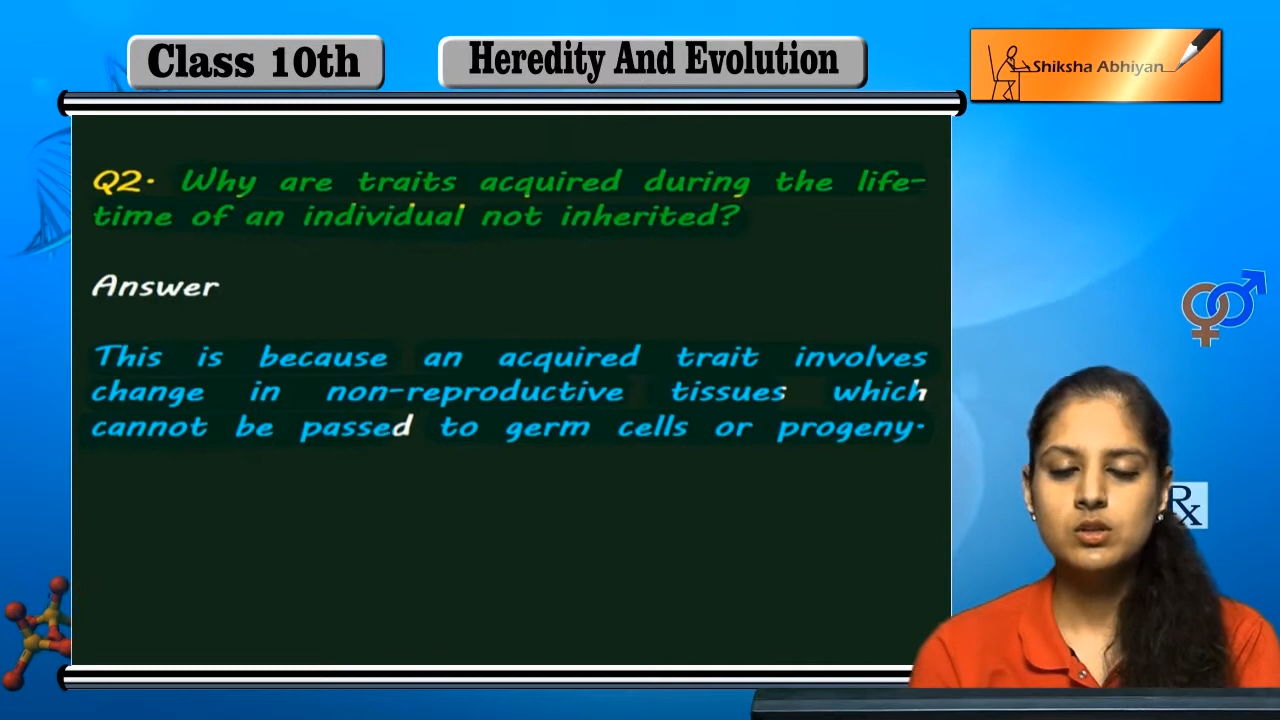 Class 10th
Heredity And Evolution
Shiksha Abhiyan
Q2. Why are traits acquired during the life-
time of an individual not inherited?
Answer
This is because an acquired trait involves
change in non-reproductive tissues which
cannot be passed to germ cells or progeny.
Rx